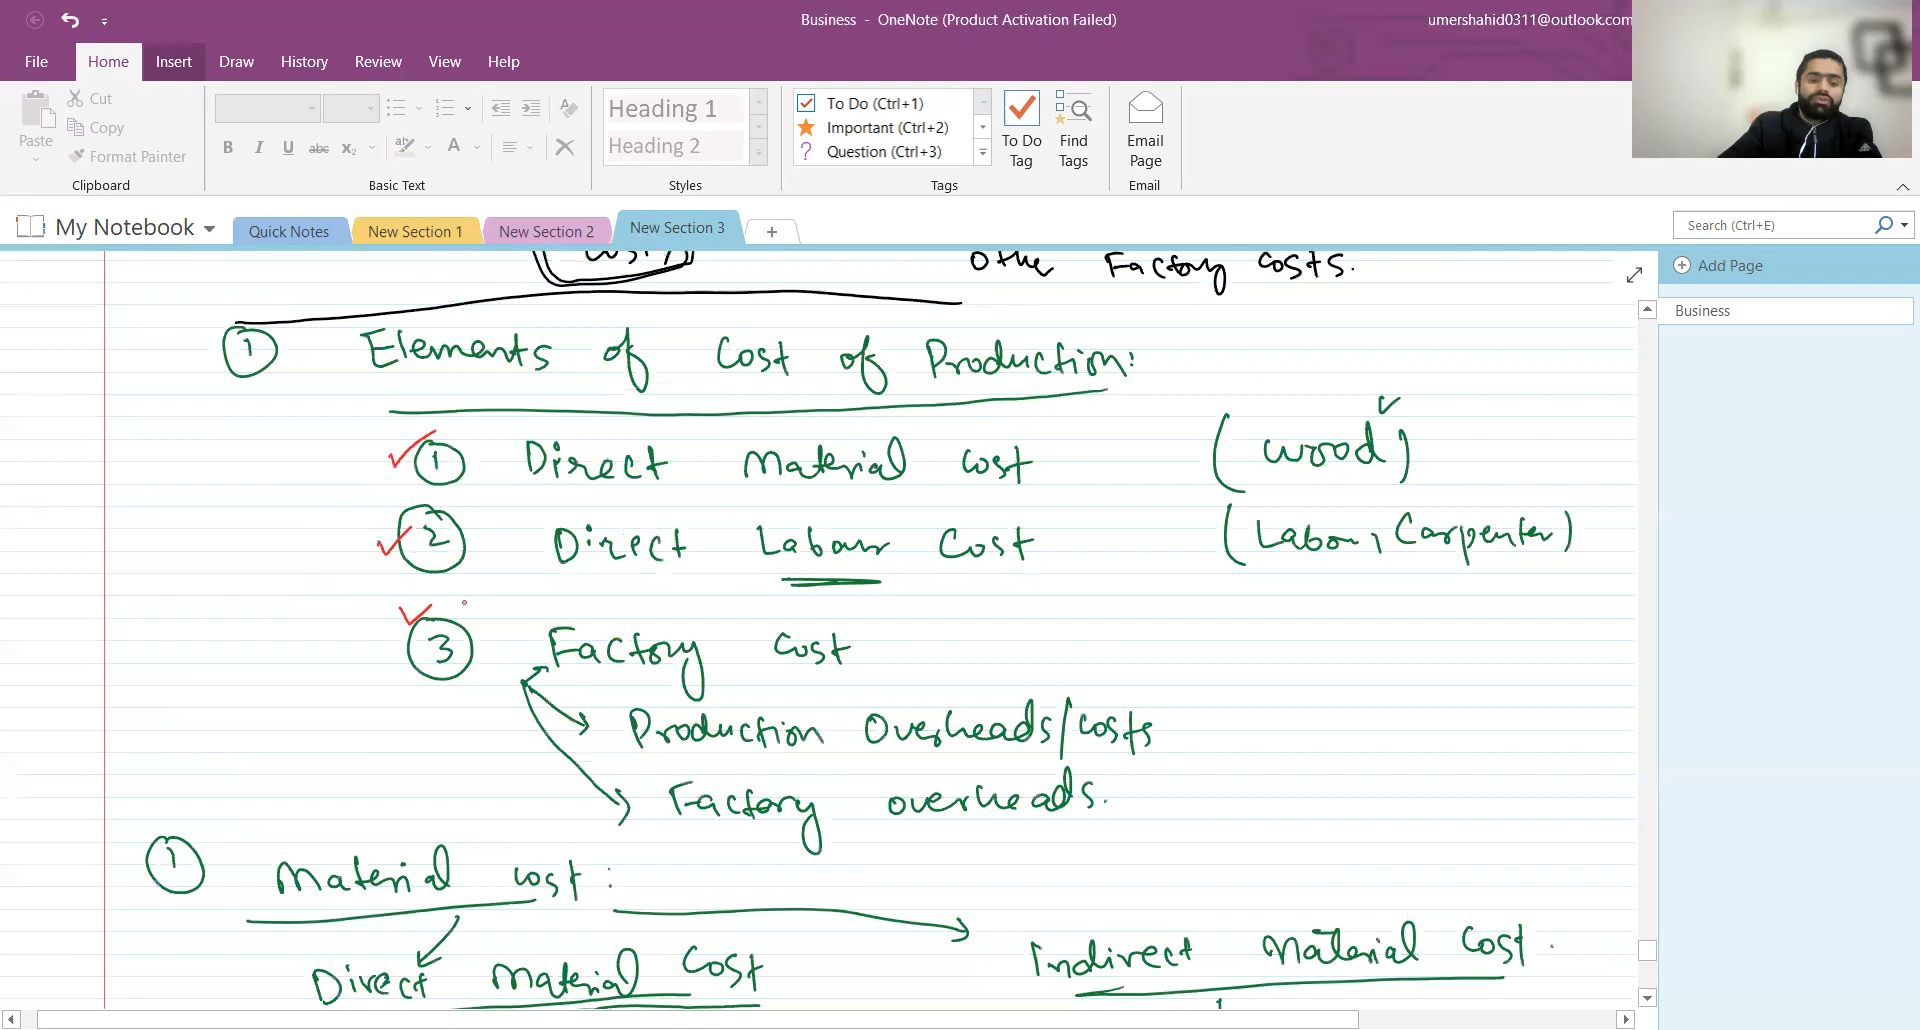 Business - OneNote (Product Activation Failed)
umershahid0311@outlook.com
File Home Insert Draw History Review View Help
Paste
Cut
Copy
Format Painter
Clipboard
B I U abc x₂ A
Basic Text
Heading 1
Heading 2
Styles
To Do (Ctrl+1)
Important (Ctrl+2)
Question (Ctrl+3)
To Do Tag
Find Tags
Tags
Email Page
Email
My Notebook
Quick Notes
New Section 1
New Section 2
New Section 3
Search (Ctrl+E)
Add Page
Business
Other Factory Costs.
① Elements of Cost of Production:
① Direct Material Cost (wood)
② Direct Labour Cost (Labour, Carpenter)
③ Factory Cost
Production Overheads/costs
Factory overheads.
① Material cost:
Direct Material Cost
Indirect Material Cost.